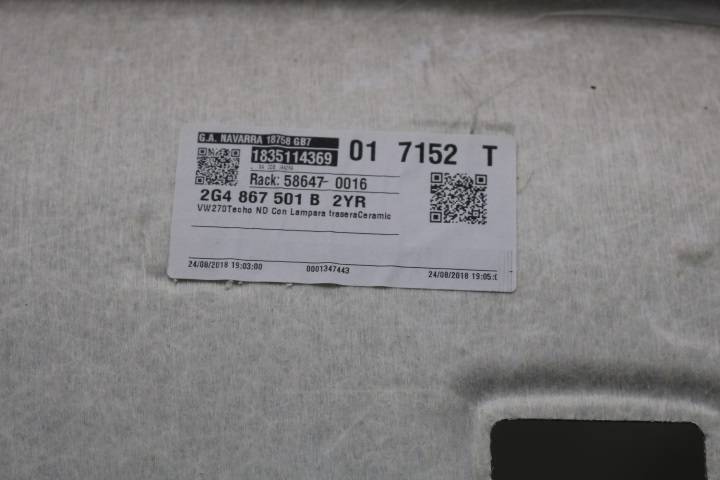 G.A. NAVARRA 18758 GB7
1835114369
01 7152 T
Rack: 58647- 0016
2G4 867 501 B 2YR
VW270Techo ND Con Lampara traseraCeramic
24/08/2018 19:03:00 0001347443 24/08/2018 19:05: